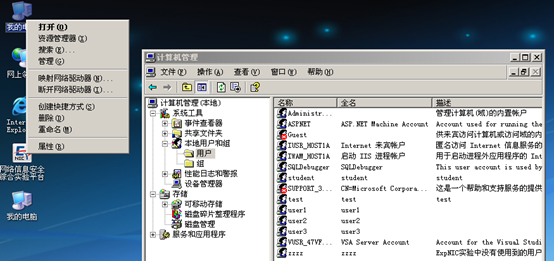 我的电脑
打开(O)
资源管理器(X)
搜索(E)...
管理(G)
映射网络驱动器(N)...
断开网络驱动器(I)...
创建快捷方式(S)
删除(D)
重命名(M)
属性(R)
网上邻
Internet
Explo
网络信息安全
综合实验平台
我的电脑
计算机管理
文件(F) 操作(A) 查看(V) 窗口(W) 帮助(H)
计算机管理(本地)
系统工具
事件查看器
共享文件夹
本地用户和组
用户
组
性能日志和警报
设备管理器
存储
可移动存储
磁盘碎片整理程序
磁盘管理
服务和应用程序
名称 全名 描述
Administr... 管理计算机(域)的内置帐户
ASPNET ASP.NET Machine Account Account used for running the
Guest 供来宾访问计算机或访问域的内
IUSR_HOST1A Internet 来宾帐户 匿名访问 Internet 信息服务的
IWAM_HOST1A 启动 IIS 进程帐户 用于启动进程外应用程序的 Int
SQLDebugger SQLDebugger This user account is used by
student student student
SUPPORT_3... CN=Microsoft Corpora... 这是一个帮助和支持服务的提供
test test test
user1 user1
user2 user2
user3 user3
VUSR_47VF... VSA Server Account Account for the Visual Studi
zzzz zzzz ExpNIC实验中没有使用到的用户